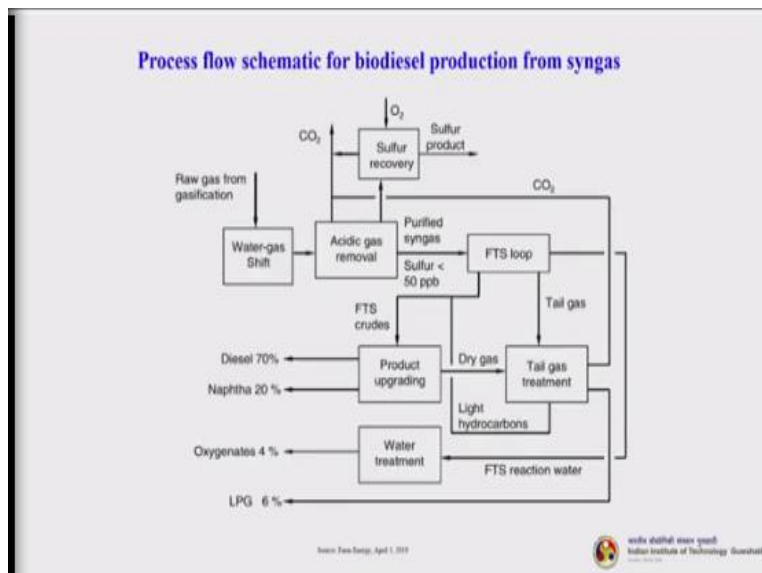 Process flow schematic for biodiesel production from syngas
O₂
CO₂
Sulfur
product
Sulfur
recovery
Raw gas from
gasification
CO₂
Water-gas
Shift
Acidic gas
removal
Purified
syngas
Sulfur <
50 ppb
FTS loop
FTS
crudes
Tail gas
Diesel 70%
Naphtha 20 %
Product
upgrading
Dry gas
Tail gas
treatment
Light
hydrocarbons
Oxygenates 4 %
Water
treatment
FTS reaction water
LPG 6 %
Indian Institute of Technology Guwahati